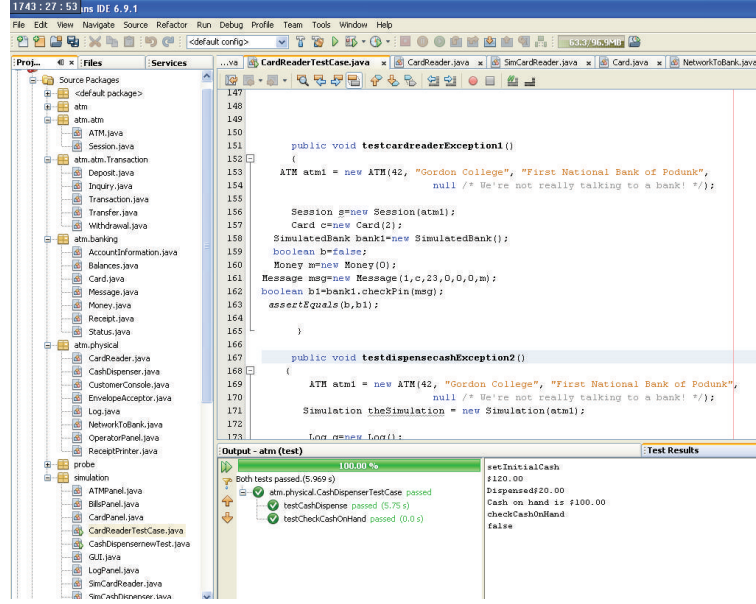 1743 : 27 : 53 ins IDE 6.9.1
File Edit View Navigate Source Refactor Run Debug Profile Team Tools Window Help
<default config>
Proj... Files Services
...va CardReaderTestCase.java CardReader.java SimCardReader.java Card.java NetworkToBank.java
Source Packages
<default package>
atm
atm.atm
ATM.java
Session.java
atm.atm.Transaction
Deposit.java
Inquiry.java
Transaction.java
Transfer.java
Withdrawal.java
atm.banking
AccountInformation.java
Balances.java
Card.java
Message.java
Money.java
Receipt.java
Status.java
atm.physical
CardReader.java
CashDispenser.java
CustomerConsole.java
EnvelopeAcceptor.java
Log.java
NetworkToBank.java
OperatorPanel.java
ReceiptPrinter.java
probe
simulation
ATMPanel.java
BillsPanel.java
CardPanel.java
CardReaderTestCase.java
CashDispensernewTest.java
GUI.java
LogPanel.java
SimCardReader.java
SimCashDispenser.java
147
148
149
150
151 public void testcardreaderException1()
152 {
153 ATM atm1 = new ATM(42, "Gordon College", "First National Bank of Podunk",
154 null /* We're not really talking to a bank! */);
155
156 Session s=new Session(atm1);
157 Card c=new Card(2);
158 SimulatedBank bank1=new SimulatedBank();
159 boolean b=false;
160 Money m=new Money(0);
161 Message msg=new Message(1,c,23,0,0,0,m);
162 boolean b1=bank1.checkPin(msg);
163 assertEquals(b,b1);
164
165 }
166
167 public void testdispensecashException2()
168 {
169 ATM atm1 = new ATM(42, "Gordon College", "First National Bank of Podunk",
170 null /* We're not really talking to a bank! */);
171 Simulation theSimulation = new Simulation(atm1);
172
173 Log g=new Log();
Output - atm (test) Test Results
100.00 %
Both tests passed.(5.969 s)
atm.physical.CashDispenserTestCase passed
testCashDispense passed (5.75 s)
testCheckCashOnHand passed (0.0 s)
setInitialCash
$120.00
Dispensed$20.00
Cash on hand is $100.00
checkCashOnHand
false